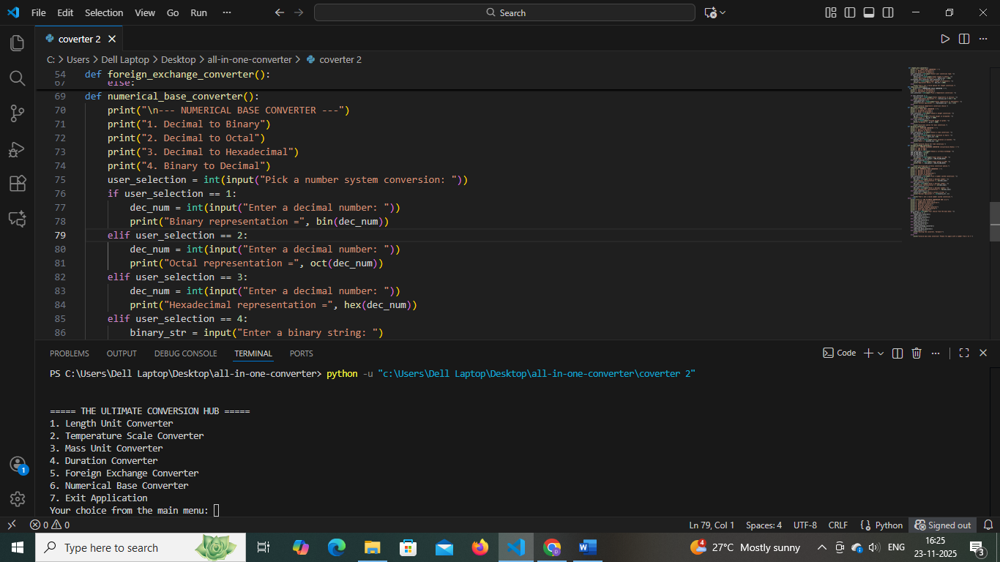 File Edit Selection View Go Run ··· Search
coverter 2
C: > Users > Dell Laptop > Desktop > all-in-one-converter > coverter 2
54 def foreign_exchange_converter():
67 else:
69 def numerical_base_converter():
70 print("\n--- NUMERICAL BASE CONVERTER ---")
71 print("1. Decimal to Binary")
72 print("2. Decimal to Octal")
73 print("3. Decimal to Hexadecimal")
74 print("4. Binary to Decimal")
75 user_selection = int(input("Pick a number system conversion: "))
76 if user_selection == 1:
77 dec_num = int(input("Enter a decimal number: "))
78 print("Binary representation =", bin(dec_num))
79 elif user_selection == 2:
80 dec_num = int(input("Enter a decimal number: "))
81 print("Octal representation =", oct(dec_num))
82 elif user_selection == 3:
83 dec_num = int(input("Enter a decimal number: "))
84 print("Hexadecimal representation =", hex(dec_num))
85 elif user_selection == 4:
86 binary_str = input("Enter a binary string: ")
PROBLEMS OUTPUT DEBUG CONSOLE TERMINAL PORTS Code
PS C:\Users\Dell Laptop\Desktop\all-in-one-converter> python -u "c:\Users\Dell Laptop\Desktop\all-in-one-converter\coverter 2"
===== THE ULTIMATE CONVERSION HUB =====
1. Length Unit Converter
2. Temperature Scale Converter
3. Mass Unit Converter
4. Duration Converter
5. Foreign Exchange Converter
6. Numerical Base Converter
7. Exit Application
Your choice from the main menu:
1
0 0 Ln 79, Col 1 Spaces: 4 UTF-8 CRLF {} Python Signed out
Type here to search 4 27°C Mostly sunny ENG 16:25
23-11-2025 3